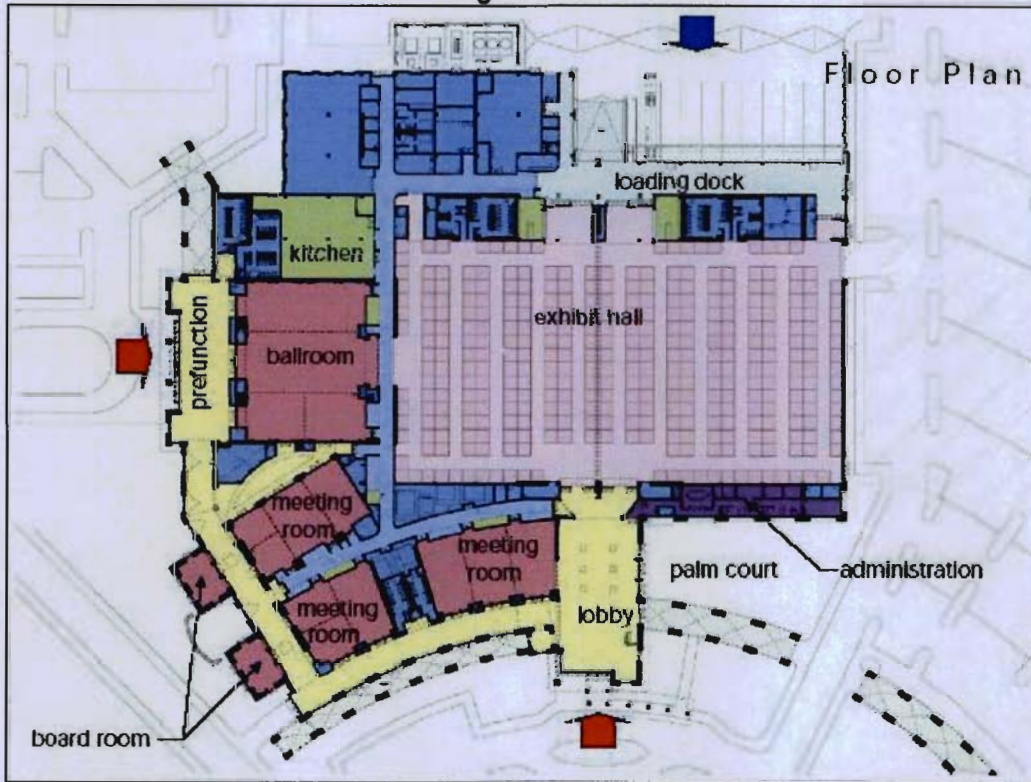 Floor Plan
loading dock
kitchen
exhibit hall
prefunction
ballroom
meeting
room
meeting
room
meeting
room
palm court
administration
lobby
board room